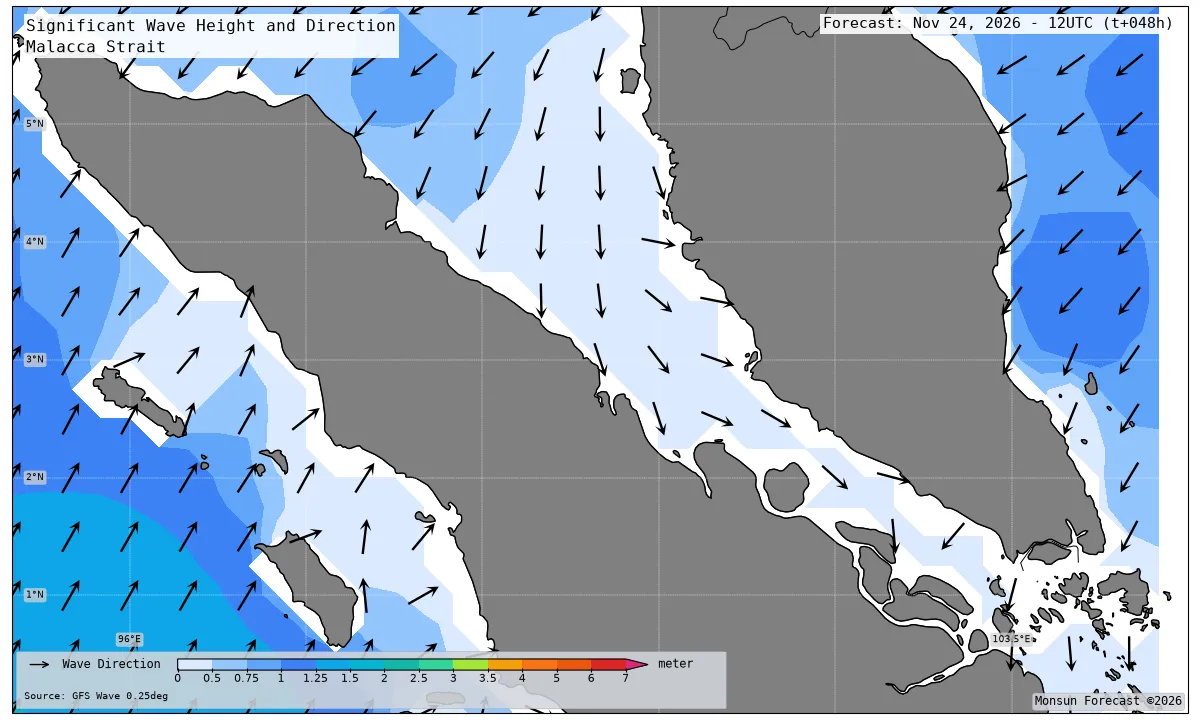 Significant Wave Height and Direction
Malacca Strait
Forecast: Nov 24, 2026 - 12UTC (t+048h)
5°N
4°N
3°N
2°N
1°N
96°E
103.5°E
Wave Direction
meter
0 0.5 0.75 1 1.25 1.5 2 2.5 3 3.5 4 5 6 7
Source: GFS Wave 0.25deg
Monsun Forecast ©2026